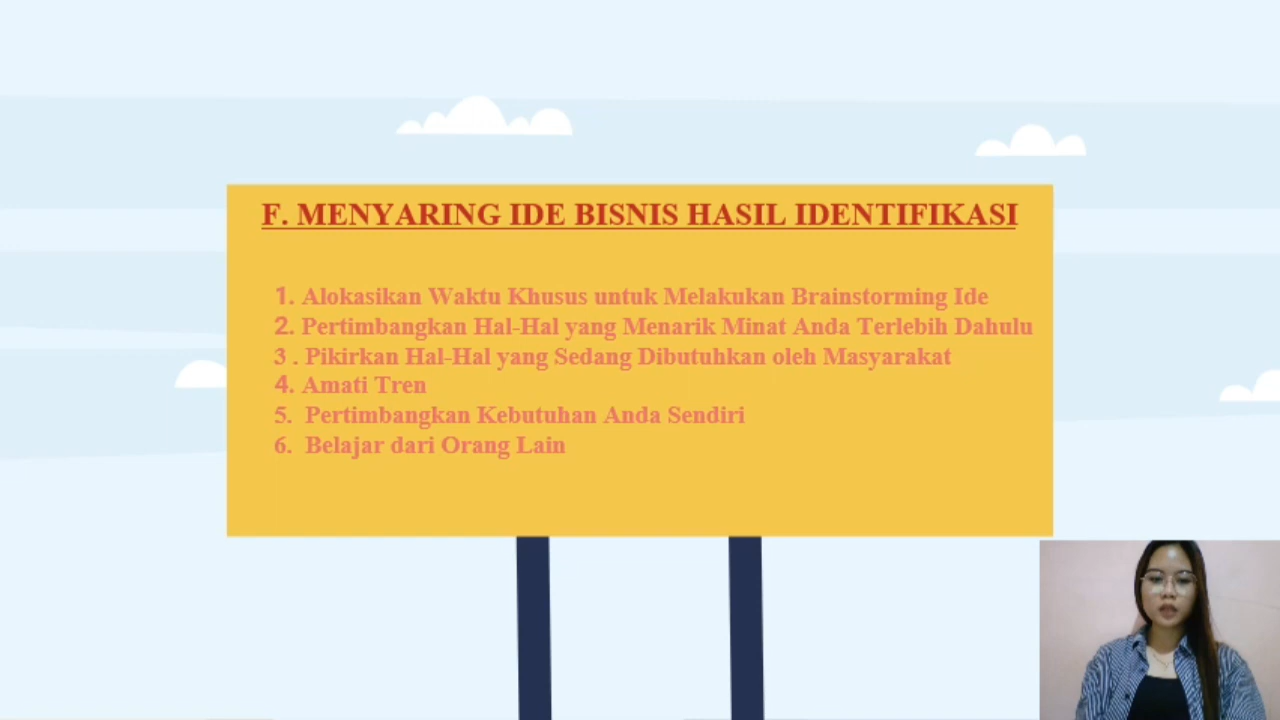 F. MENYARING IDE BISNIS HASIL IDENTIFIKASI
1. Alokasikan Waktu Khusus untuk Melakukan Brainstorming Ide
2. Pertimbangkan Hal-Hal yang Menarik Minat Anda Terlebih Dahulu
3 . Pikirkan Hal-Hal yang Sedang Dibutuhkan oleh Masyarakat
4. Amati Tren
5. Pertimbangkan Kebutuhan Anda Sendiri
6. Belajar dari Orang Lain